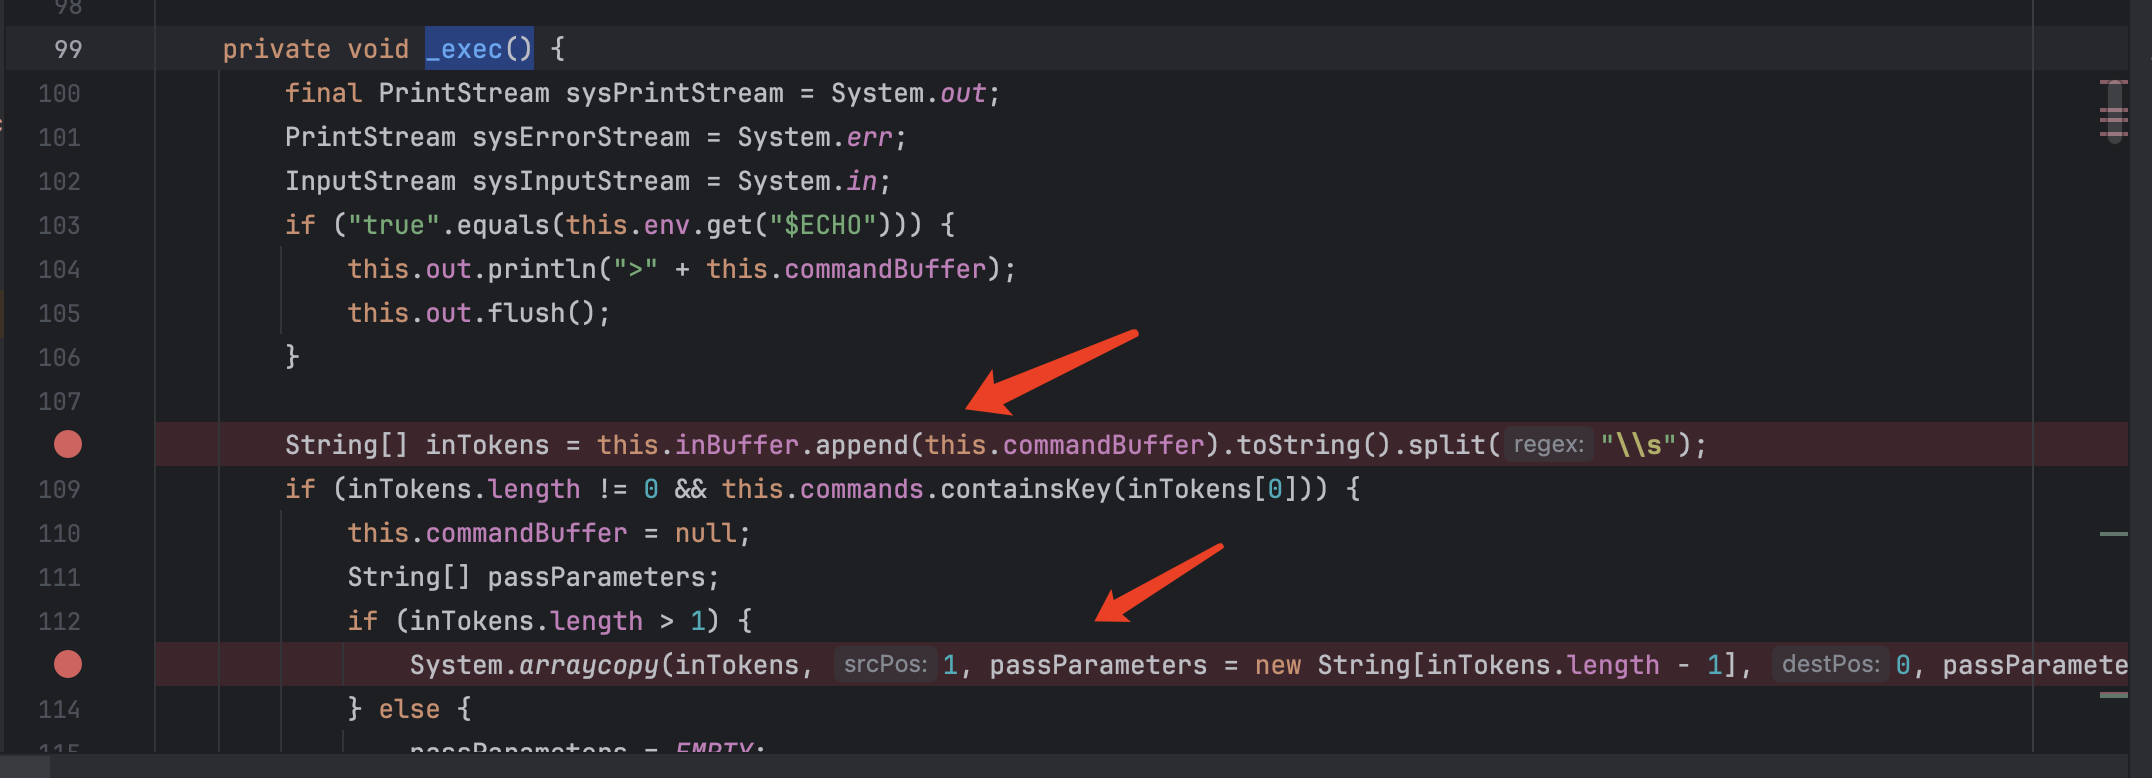 98
99 private void _exec() {
100 final PrintStream sysPrintStream = System.out;
101 PrintStream sysErrorStream = System.err;
102 InputStream sysInputStream = System.in;
103 if ("true".equals(this.env.get("$ECHO"))) {
104 this.out.println(">" + this.commandBuffer);
105 this.out.flush();
106 }
107
String[] inTokens = this.inBuffer.append(this.commandBuffer).toString().split( regex: "\\s");
109 if (inTokens.length != 0 && this.commands.containsKey(inTokens[0])) {
110 this.commandBuffer = null;
111 String[] passParameters;
112 if (inTokens.length > 1) {
System.arraycopy(inTokens, srcPos: 1, passParameters = new String[inTokens.length - 1], destPos: 0, passParamete
114 } else {
115 passParameters = EMPTY;